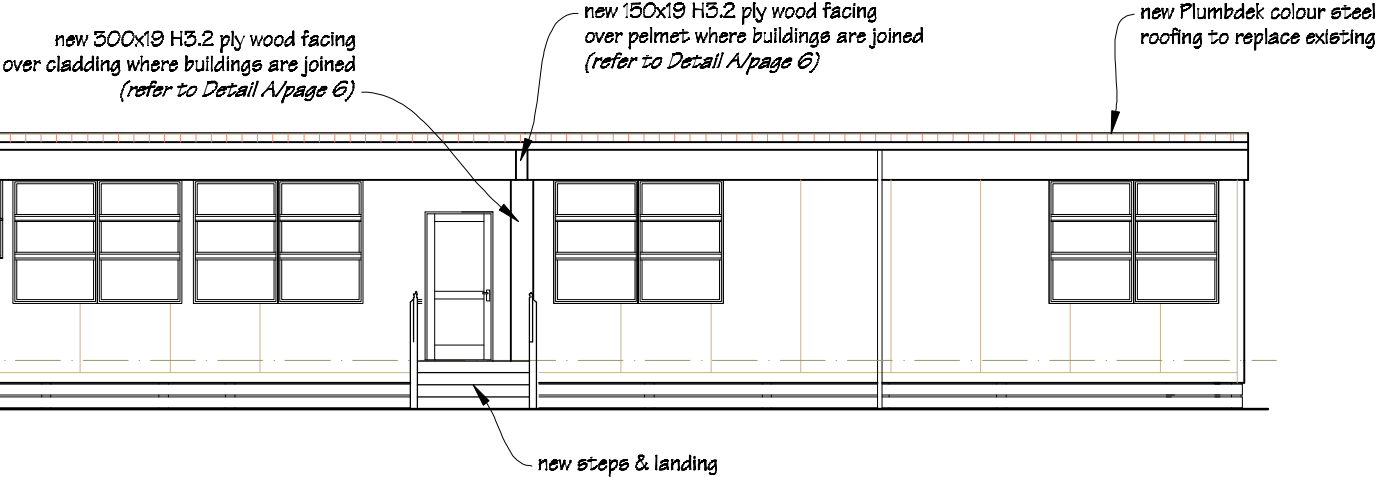 new 300x19 H3.2 ply wood facing
over cladding where buildings are joined
(refer to Detail A/page 6)
new 150x19 H3.2 ply wood facing
over pelmet where buildings are joined
(refer to Detail A/page 6)
new Plumbdek colour steel
roofing to replace existing
new steps & landing